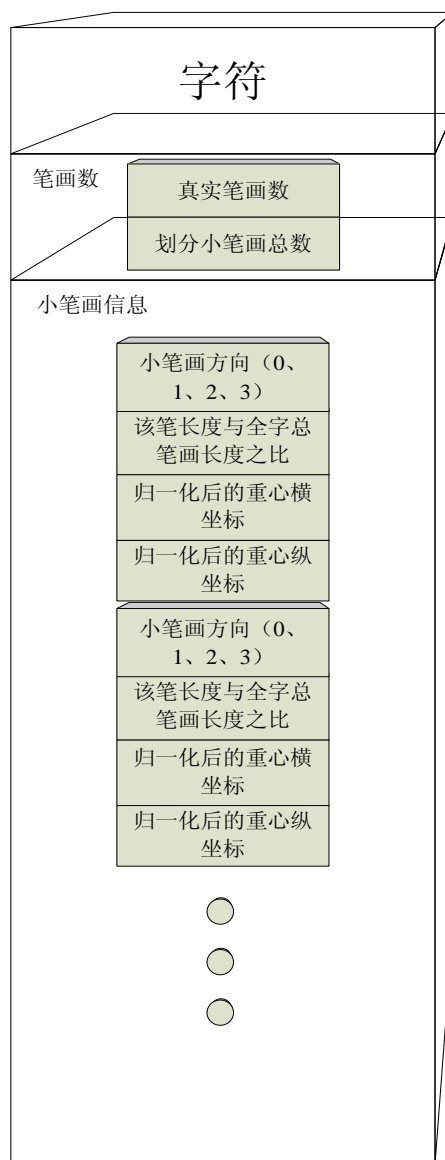 字符
笔画数
真实笔画数
划分小笔画总数
小笔画信息
小笔画方向（0、
1、2、3）
该笔长度与全字总
笔画长度之比
归一化后的重心横
坐标
归一化后的重心纵
坐标
小笔画方向（0、
1、2、3）
该笔长度与全字总
笔画长度之比
归一化后的重心横
坐标
归一化后的重心纵
坐标